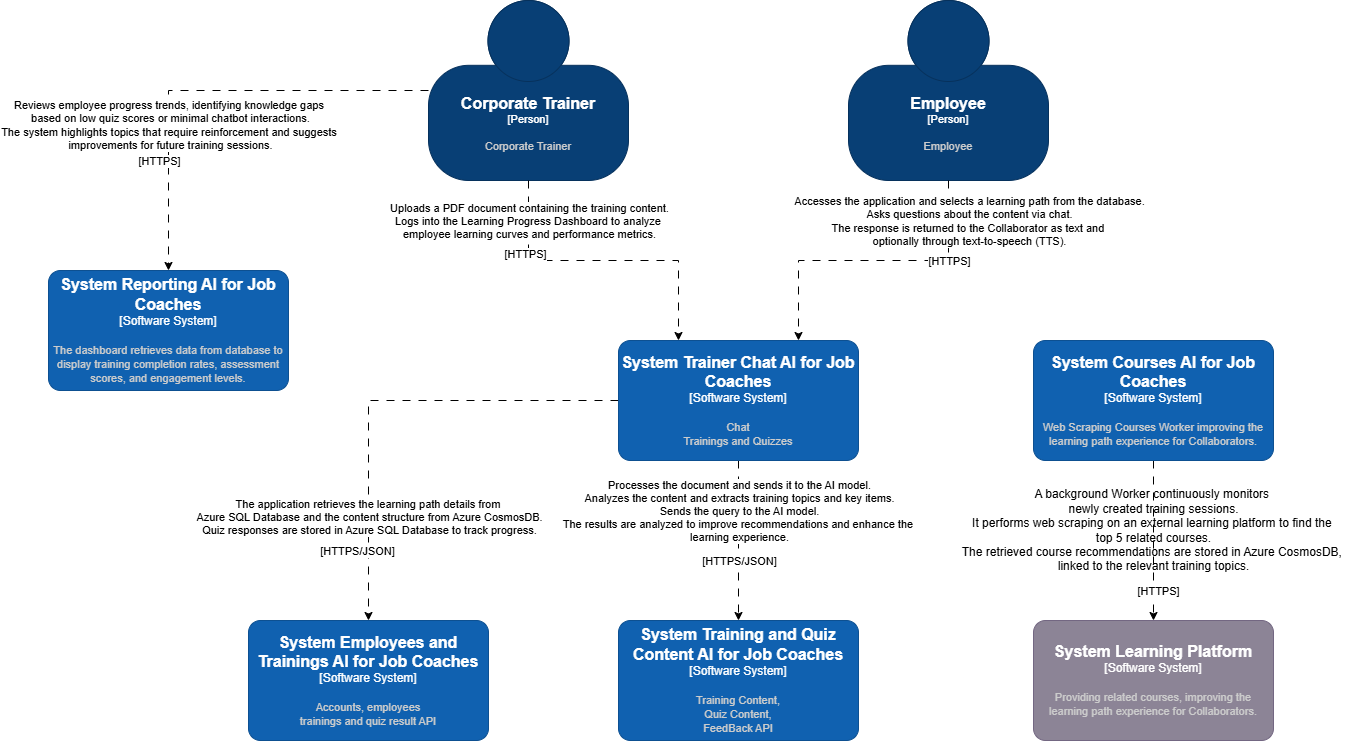 Corporate Trainer
[Person]
Corporate Trainer
Employee
[Person]
Employee
Reviews employee progress trends, identifying knowledge gaps
based on low quiz scores or minimal chatbot interactions.
The system highlights topics that require reinforcement and suggests
improvements for future training sessions.
[HTTPS]
Uploads a PDF document containing the training content.
Logs into the Learning Progress Dashboard to analyze
employee learning curves and performance metrics.
[HTTPS]
Accesses the application and selects a learning path from the database.
Asks questions about the content via chat.
The response is returned to the Collaborator as text and
optionally through text-to-speech (TTS).
[HTTPS]
System Reporting AI for Job
Coaches
[Software System]
The dashboard retrieves data from database to
display training completion rates, assessment
scores, and engagement levels.
System Trainer Chat AI for Job
Coaches
[Software System]
Chat
Trainings and Quizzes
System Courses AI for Job
Coaches
[Software System]
Web Scraping Courses Worker improving the
learning path experience for Collaborators.
The application retrieves the learning path details from
Azure SQL Database and the content structure from Azure CosmosDB.
Quiz responses are stored in Azure SQL Database to track progress.
[HTTPS/JSON]
Processes the document and sends it to the AI model.
Analyzes the content and extracts training topics and key items.
Sends the query to the AI model.
The results are analyzed to improve recommendations and enhance the
learning experience.
[HTTPS/JSON]
A background Worker continuously monitors
newly created training sessions.
It performs web scraping on an external learning platform to find the
top 5 related courses.
The retrieved course recommendations are stored in Azure CosmosDB,
linked to the relevant training topics.
[HTTPS]
System Employees and
Trainings AI for Job Coaches
[Software System]
Accounts, employees
trainings and quiz result API
System Training and Quiz
Content AI for Job Coaches
[Software System]
Training Content,
Quiz Content,
FeedBack API
System Learning Platform
[Software System]
Providing related courses, improving the
learning path experience for Collaborators.